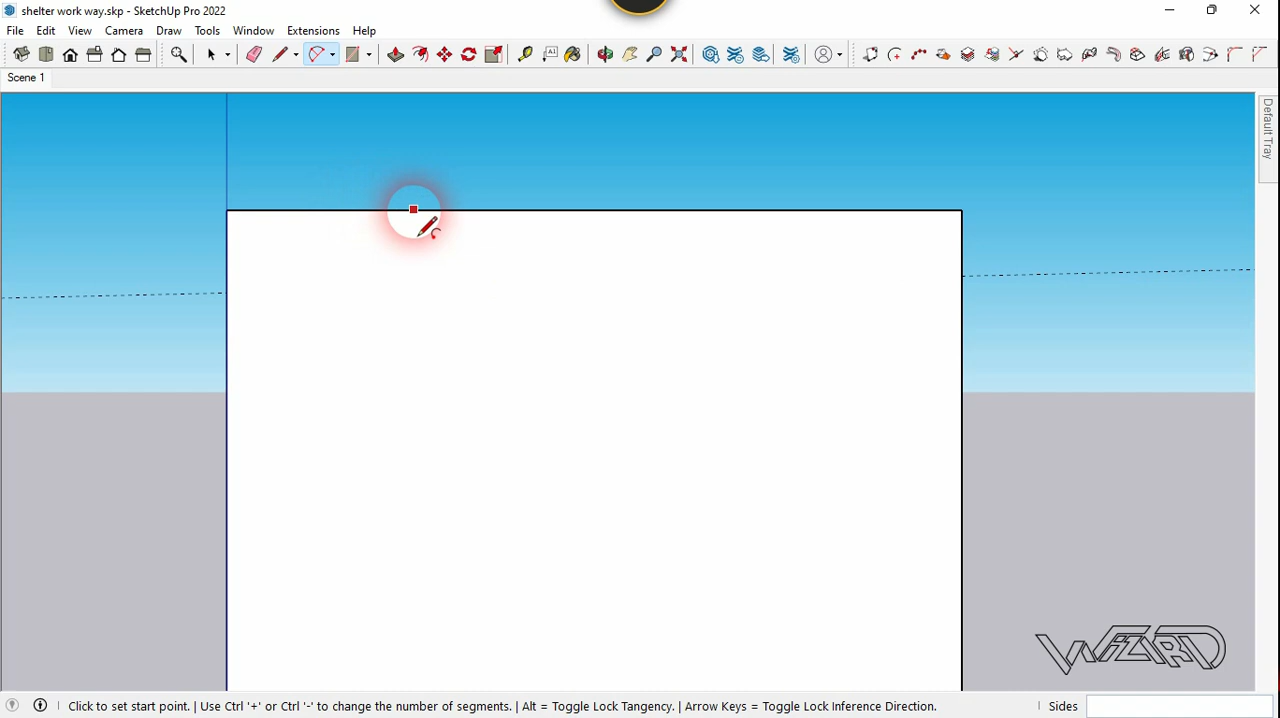 shelter work way.skp - SketchUp Pro 2022
File Edit View Camera Draw Tools Window Extensions Help
Scene 1
Default Tray
WIZARD
Click to set start point. | Use Ctrl '+' or Ctrl '-' to change the number of segments. | Alt = Toggle Lock Tangency. | Arrow Keys = Toggle Lock Inference Direction.
Sides